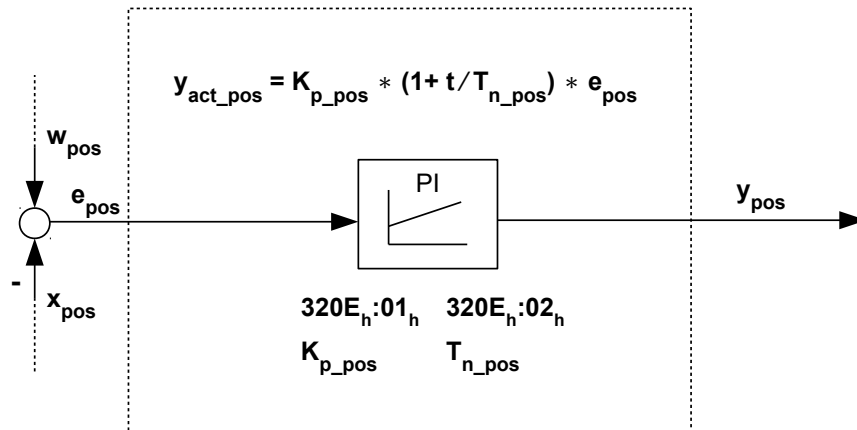 y_act_pos = K_p_pos * (1+ t/T_n_pos) * e_pos
w_pos
PI
e_pos
y_pos
-
x_pos
320E_h:01_h 320E_h:02_h
K_p_pos T_n_pos